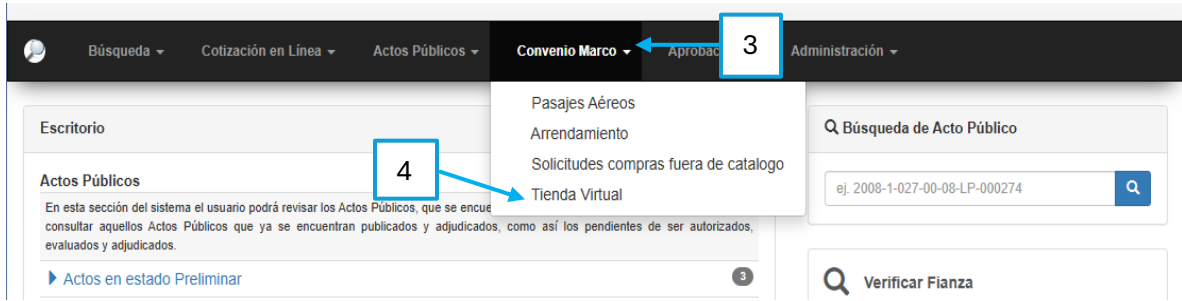 Búsqueda
Cotización en Línea
Actos Públicos
Convenio Marco
3
Administración
Pasajes Aéreos
Arrendamiento
Solicitudes compras fuera de catalogo
Tienda Virtual
4
Escritorio
Actos Públicos
En esta sección del sistema el usuario podrá revisar los Actos Públicos, que se
consultar aquellos Actos Públicos que ya se encuentran publicados y adjudicados, como así los pendientes de ser autorizados,
evaluados y adjudicados.
Actos en estado Preliminar
3
Búsqueda de Acto Público
ej. 2008-1-027-00-08-LP-000274
Verificar Fianza